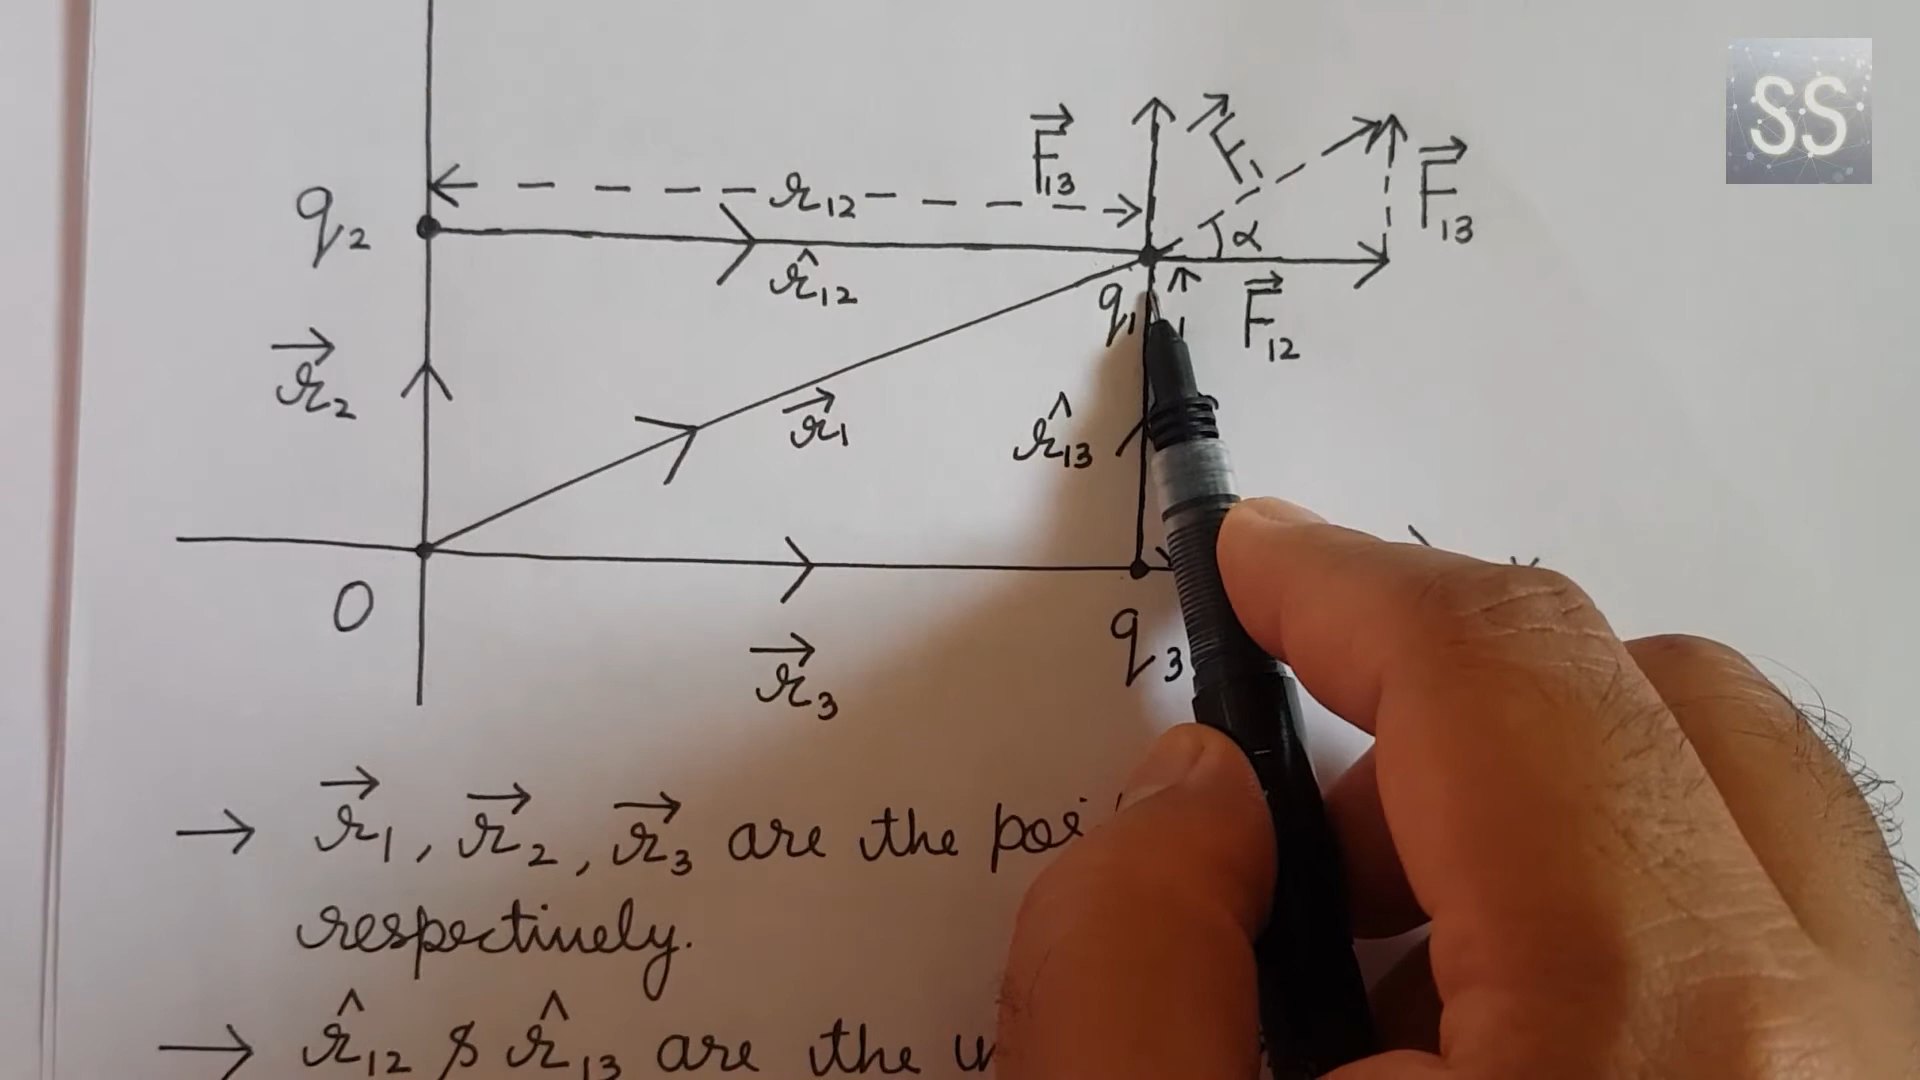 SS
F⃗₁₃
F⃗₁
F⃗₁₃
r₁₂
q₂
α
r̂₁₂
q₁
F⃗₁₂
r⃗₂
r⃗₁
r̂₁₃
O
q₃
r⃗₃
→ r⃗₁, r⃗₂, r⃗₃ are the
respectively.
→ r̂₁₂ & r̂₁₃ are the